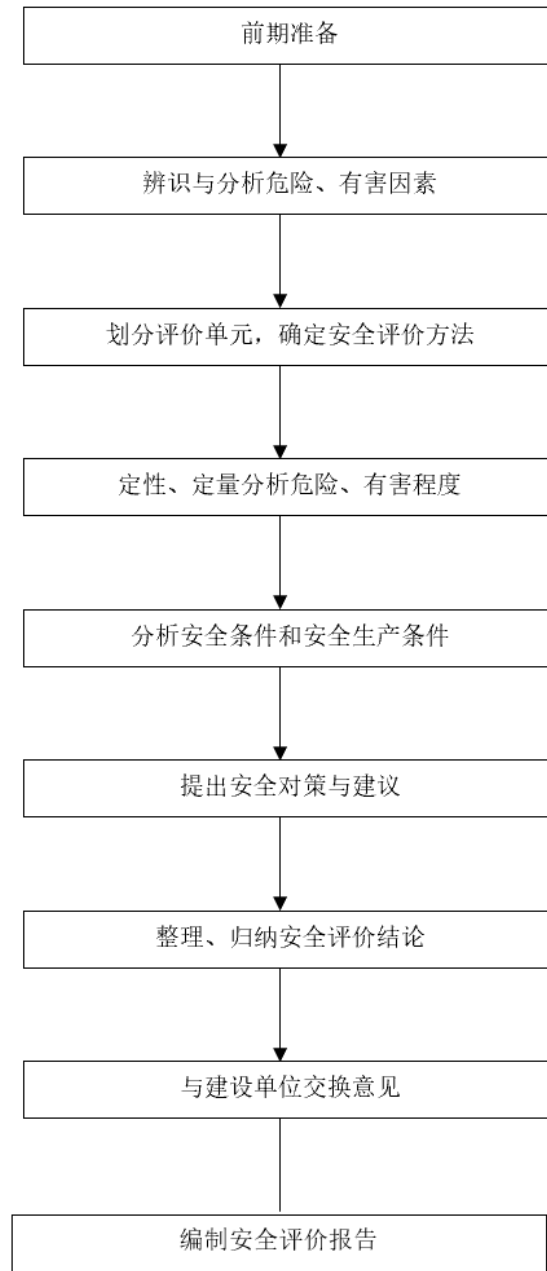 前期准备
辨识与分析危险、有害因素
划分评价单元，确定安全评价方法
定性、定量分析危险、有害程度
分析安全条件和安全生产条件
提出安全对策与建议
整理、归纳安全评价结论
与建设单位交换意见
编制安全评价报告